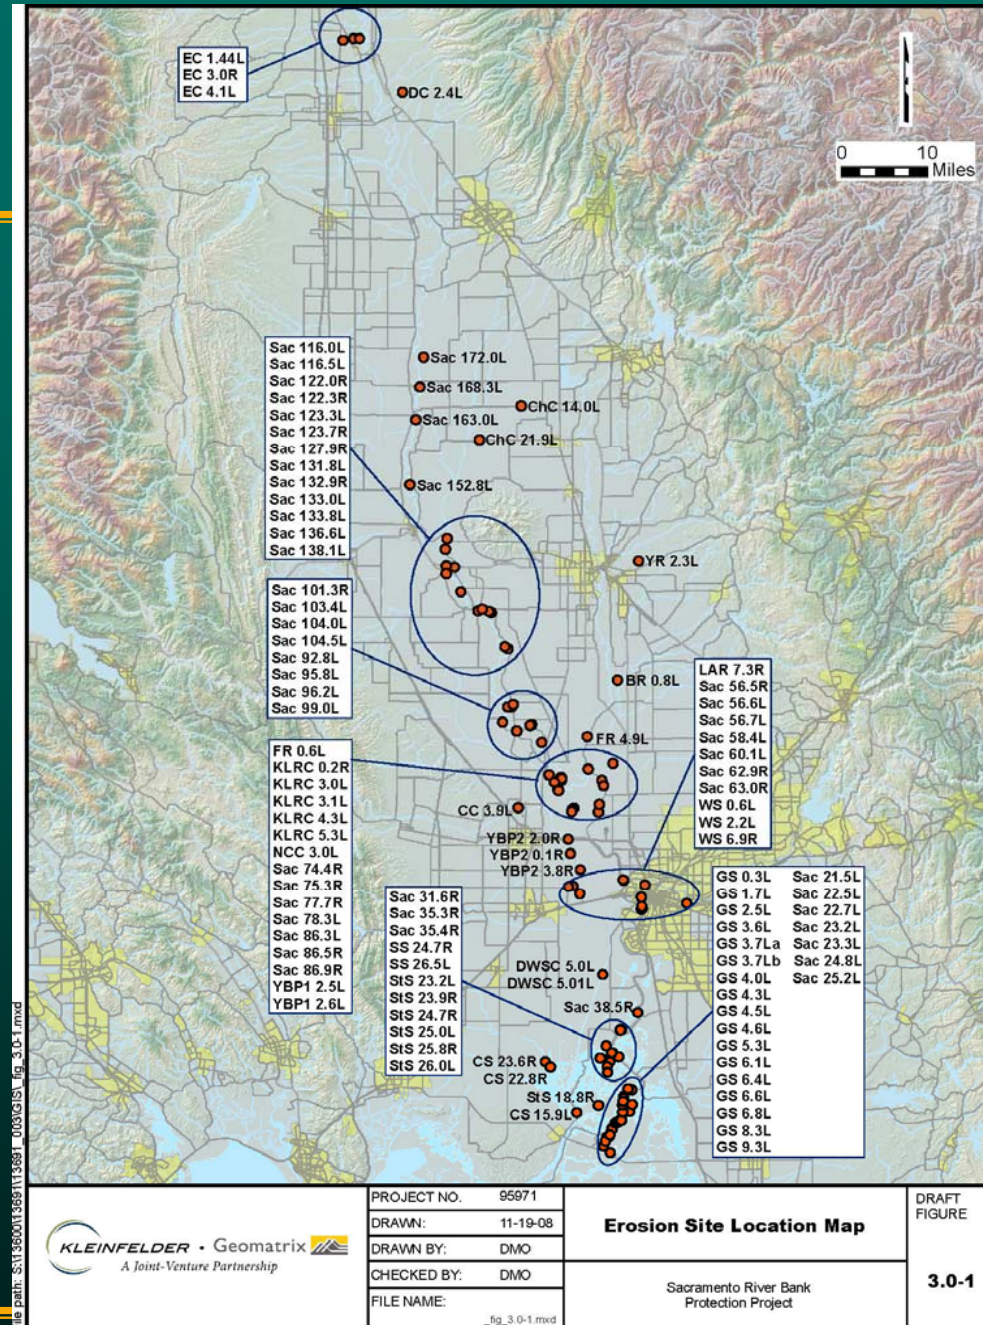 EC 1.44L
EC 3.0R
EC 4.1L
DC 2.4L
0 10
Miles
Sac 116.0L
Sac 116.5L
Sac 122.0R
Sac 122.3R
Sac 123.3L
Sac 123.7R
Sac 127.9R
Sac 131.8L
Sac 132.9R
Sac 133.0L
Sac 133.8L
Sac 136.6L
Sac 138.1L
Sac 172.0L
Sac 168.3L
ChC 14.0L
Sac 163.0L
ChC 21.9L
Sac 152.8L
YR 2.3L
Sac 101.3R
Sac 103.4L
Sac 104.0L
Sac 104.5L
Sac 92.8L
Sac 95.8L
Sac 96.2L
Sac 99.0L
BR 0.8L
FR 4.9L
LAR 7.3R
Sac 56.5R
Sac 56.6L
Sac 56.7L
Sac 58.4L
Sac 60.1L
Sac 62.9R
Sac 63.0R
WS 0.6L
WS 2.2L
WS 6.9R
FR 0.6L
KLRC 0.2R
KLRC 3.0L
KLRC 3.1L
KLRC 4.3L
KLRC 5.3L
NCC 3.0L
Sac 74.4R
Sac 75.3R
Sac 77.7R
Sac 78.3L
Sac 86.3L
Sac 86.5R
Sac 86.9R
YBP1 2.5L
YBP1 2.6L
CC 3.9L
YBP2 2.0R
YBP2 0.1R
YBP2 3.8R
Sac 31.6R
Sac 35.3R
Sac 35.4R
SS 24.7R
SS 26.5L
StS 23.2L
StS 23.9R
StS 24.7R
StS 25.0L
StS 25.8R
StS 26.0L
GS 0.3L Sac 21.5L
GS 1.7L Sac 22.5L
GS 2.5L Sac 22.7L
GS 3.6L Sac 23.2L
GS 3.7La Sac 23.3L
GS 3.7Lb Sac 24.8L
GS 4.0L Sac 25.2L
GS 4.3L
GS 4.5L
GS 4.6L
GS 5.3L
GS 6.1L
GS 6.4L
GS 6.6L
GS 6.8L
GS 8.3L
GS 9.3L
DWSC 5.0L
DWSC 5.01L
Sac 38.5R
CS 23.6R
CS 22.8R
StS 18.8R
CS 15.9L
ile path: S:\13600\13691\13691_003\GIS\_fig_3.0-1.mxd
KLEINFELDER · Geomatrix
A Joint-Venture Partnership
PROJECT NO. 95971
DRAWN: 11-19-08
DRAWN BY: DMO
CHECKED BY: DMO
FILE NAME:
_fig_3.0-1.mxd
Erosion Site Location Map
Sacramento River Bank
Protection Project
DRAFT
FIGURE
3.0-1